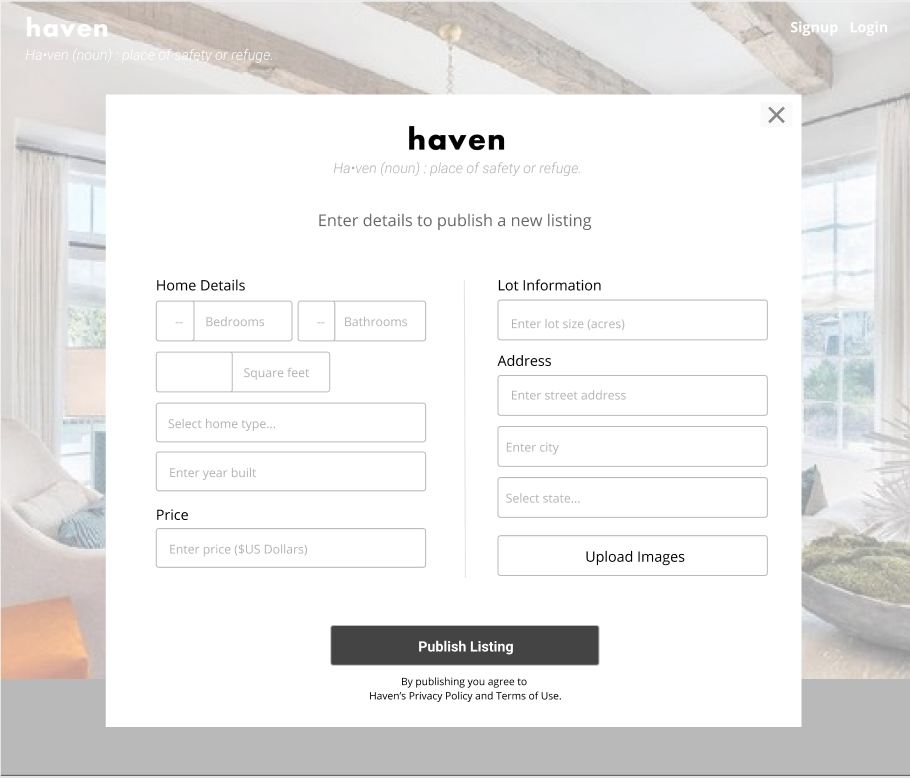 haven
Signup Login
Ha•ven (noun) : place of safety or refuge.
haven
Ha•ven (noun) : place of safety or refuge.
Enter details to publish a new listing
Home Details
-- Bedrooms -- Bathrooms
Square feet
Select home type...
Enter year built
Price
Enter price ($US Dollars)
Lot Information
Enter lot size (acres)
Address
Enter street address
Enter city
Select state...
Upload Images
Publish Listing
By publishing you agree to
Haven's Privacy Policy and Terms of Use.